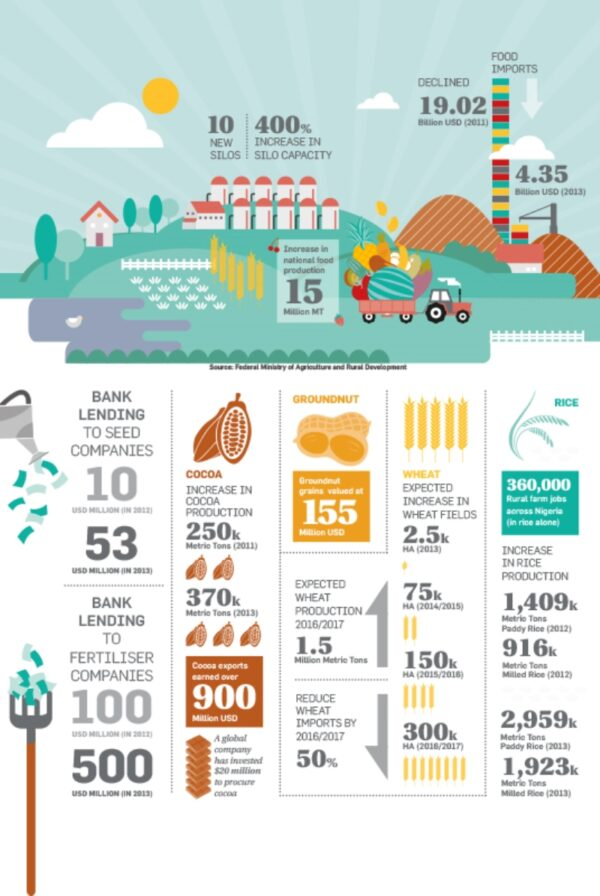 FOOD
IMPORTS
DECLINED
19.02
Billion USD (2011)
4.35
Billion USD (2013)
10
NEW
SILOS
400%
INCREASE IN
SILO CAPACITY
Increase in
national food
production
15
Million MT
Source: Federal Ministry of Agriculture and Rural Development
BANK
LENDING
TO SEED
COMPANIES
10
USD MILLION (IN 2012)
53
USD MILLION (IN 2013)
BANK
LENDING
TO
FERTILISER
COMPANIES
100
USD MILLION (IN 2012)
500
USD MILLION (IN 2013)
COCOA
INCREASE IN
COCOA
PRODUCTION
250k
Metric Tons (2011)
370k
Metric Tons (2013)
Cocoa exports
earned over
900
Million USD
A global
company
has invested
$20 million
to procure
cocoa
GROUNDNUT
Groundnut
grains valued at
155
Million USD
EXPECTED
WHEAT
PRODUCTION
2016/2017
1.5
Million Metric Tons
REDUCE
WHEAT
IMPORTS BY
2016/2017
50%
WHEAT
EXPECTED
INCREASE IN
WHEAT FIELDS
2.5k
HA (2013)
75k
HA (2014/2015)
150k
HA (2015/2016)
300k
HA (2016/2017)
RICE
360,000
Rural farm jobs
across Nigeria
(in rice alone)
INCREASE
IN RICE
PRODUCTION
1,409k
Metric Tons
Paddy Rice (2012)
916k
Metric Tons
Milled Rice (2012)
2,959k
Metric Tons
Paddy Rice (2013)
1,923k
Metric Tons
Milled Rice (2013)